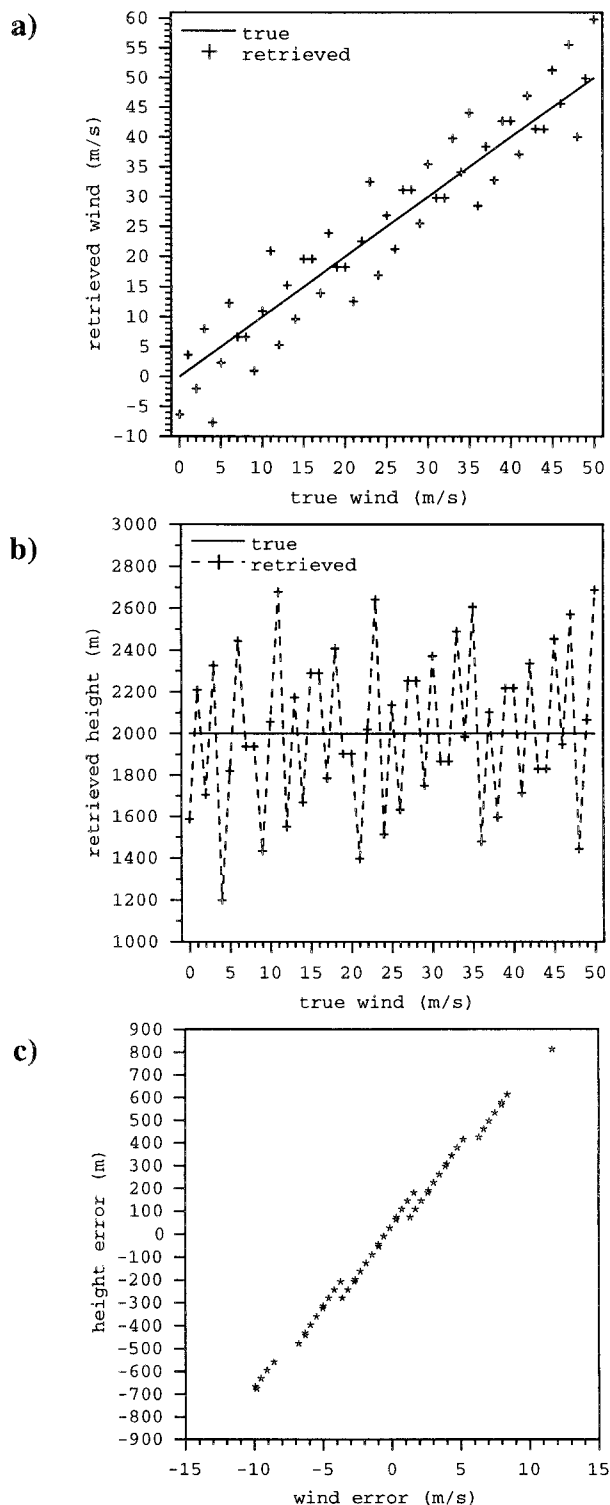 a)
60
55
50
45
40
35
30
25
20
15
10
5
0
-5
-10
retrieved wind (m/s)
true
retrieved
0 5 10 15 20 25 30 35 40 45 50
true wind (m/s)
b)
3000
2800
2600
2400
2200
2000
1800
1600
1400
1200
1000
retrieved height (m)
true
retrieved
0 5 10 15 20 25 30 35 40 45 50
true wind (m/s)
c)
900
800
700
600
500
400
300
200
100
0
-100
-200
-300
-400
-500
-600
-700
-800
-900
height error (m)
-15 -10 -5 0 5 10 15
wind error (m/s)